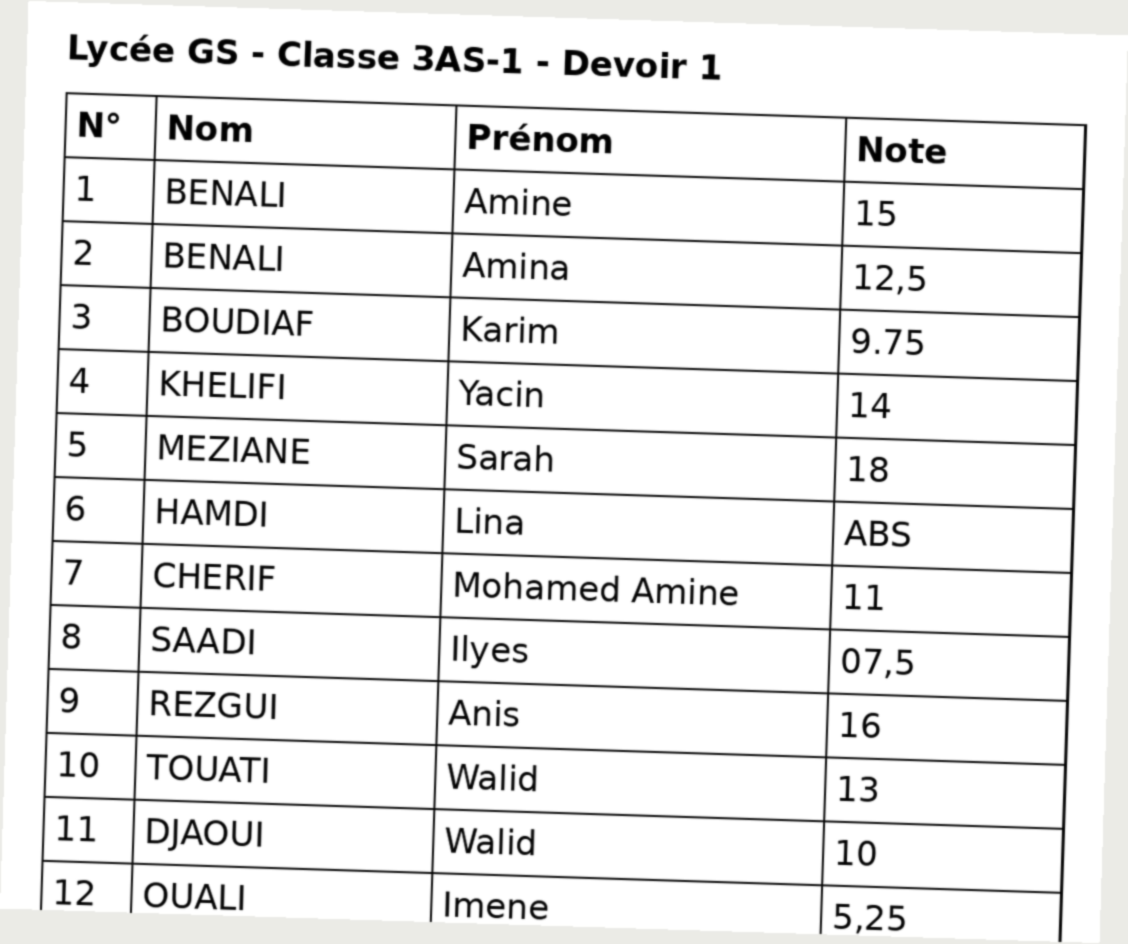 Lycée GS - Classe 3AS-1 - Devoir 1
N° Nom Prénom Note
1 BENALI Amine 15
2 BENALI Amina 12,5
3 BOUDIAF Karim 9.75
4 KHELIFI Yacin 14
5 MEZIANE Sarah 18
6 HAMDI Lina ABS
7 CHERIF Mohamed Amine 11
8 SAADI Ilyes 07,5
9 REZGUI Anis 16
10 TOUATI Walid 13
11 DJAOUI Walid 10
12 OUALI Imene 5,25